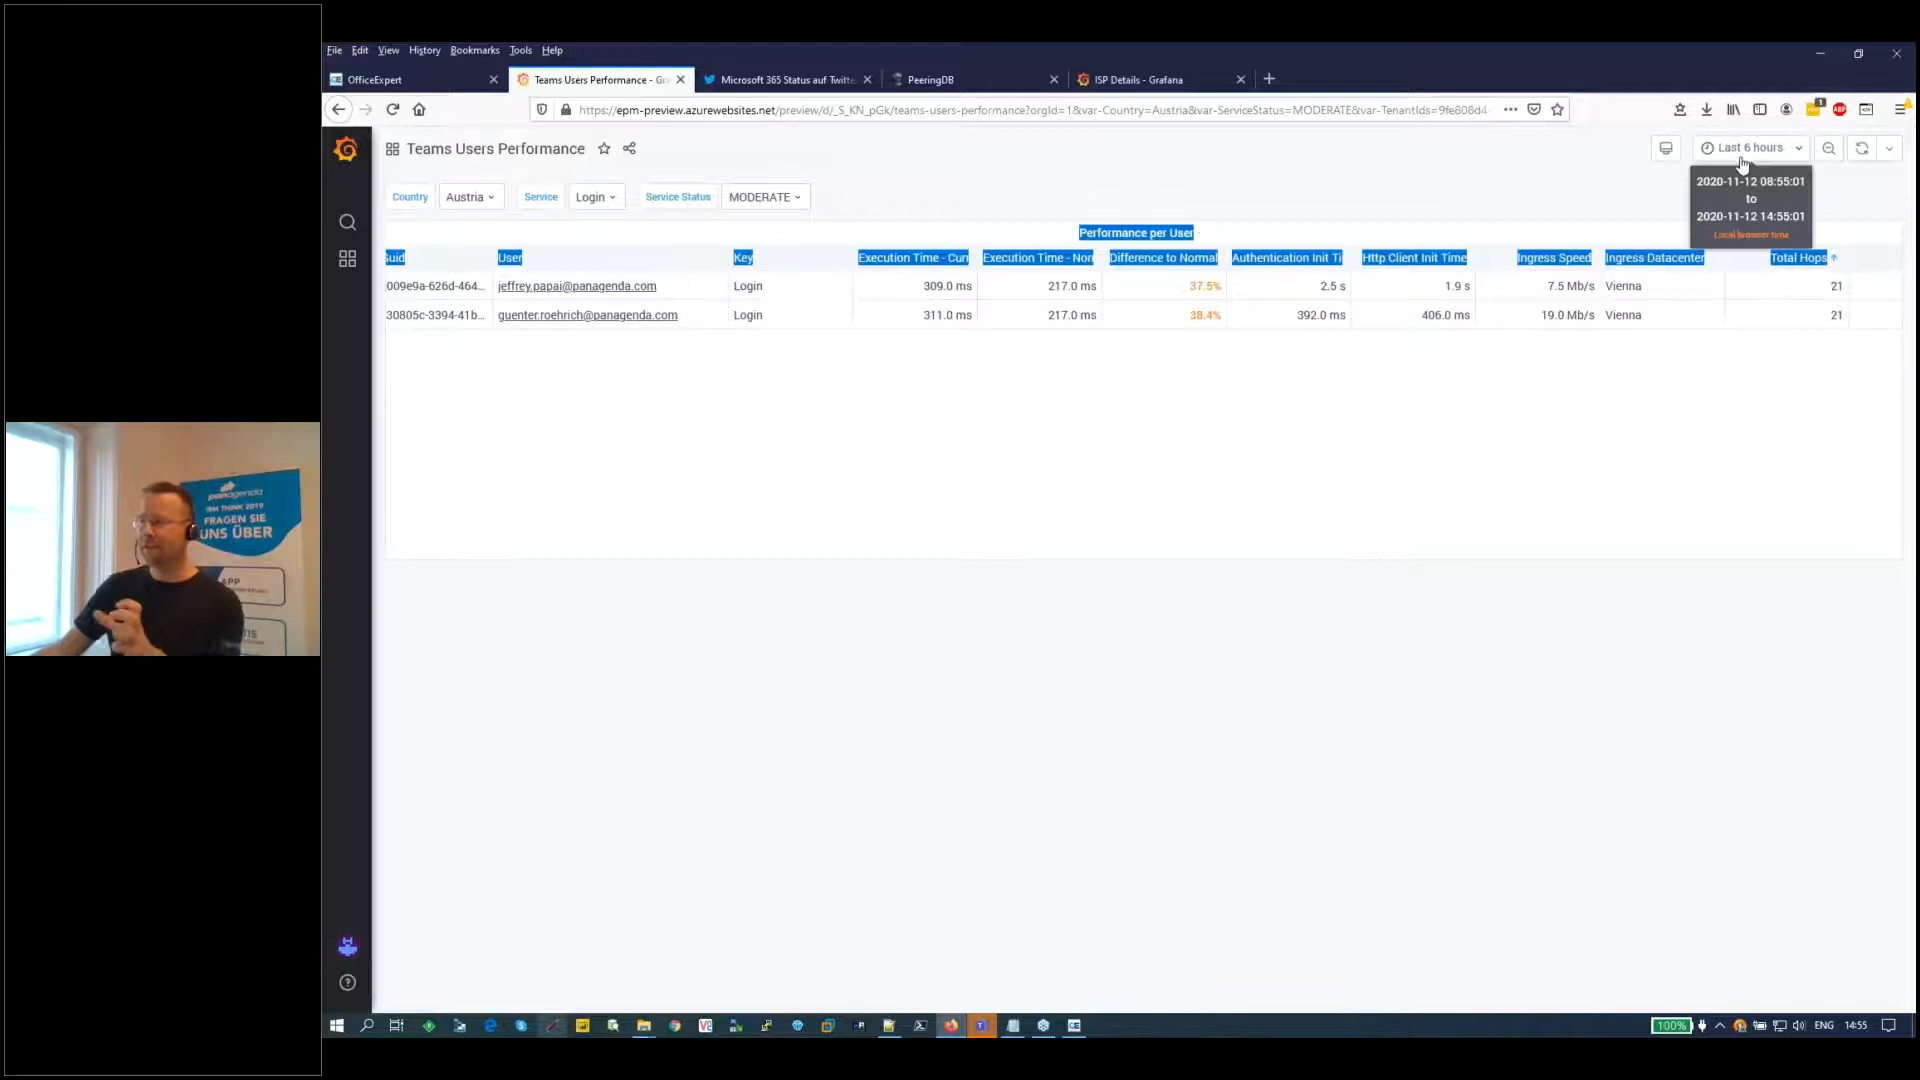 File Edit View History Bookmarks Tools Help
OfficeExpert
Teams Users Performance - Gra
Microsoft 365 Status auf Twitte
PeeringDB
ISP Details - Grafana
https://epm-preview.azurewebsites.net/preview/d/_S_KN_pGk/teams-users-performance?orgId=1&var-Country=Austria&var-ServiceStatus=MODERATE&var-TenantIds=9fe808d4-
Teams Users Performance
Last 6 hours
2020-11-12 08:55:01
to
2020-11-12 14:55:01
Local browser time
Country Austria Service Login Service Status MODERATE
Performance per User
Guid User Key Execution Time - Curr Execution Time - Norr Difference to Normal Authentication Init Ti Http Client Init Time Ingress Speed Ingress Datacenter Total Hops
009e9a-626d-464... jeffrey.papai@panagenda.com Login 309.0 ms 217.0 ms 37.5% 2.5 s 1.9 s 7.5 Mb/s Vienna 21
30805c-3394-41b... guenter.roehrich@panagenda.com Login 311.0 ms 217.0 ms 38.4% 392.0 ms 406.0 ms 19.0 Mb/s Vienna 21
panagenda
IBM THINK 2019
FRAGEN SIE
UNS ÜBER
APP
100% ENG 14:55